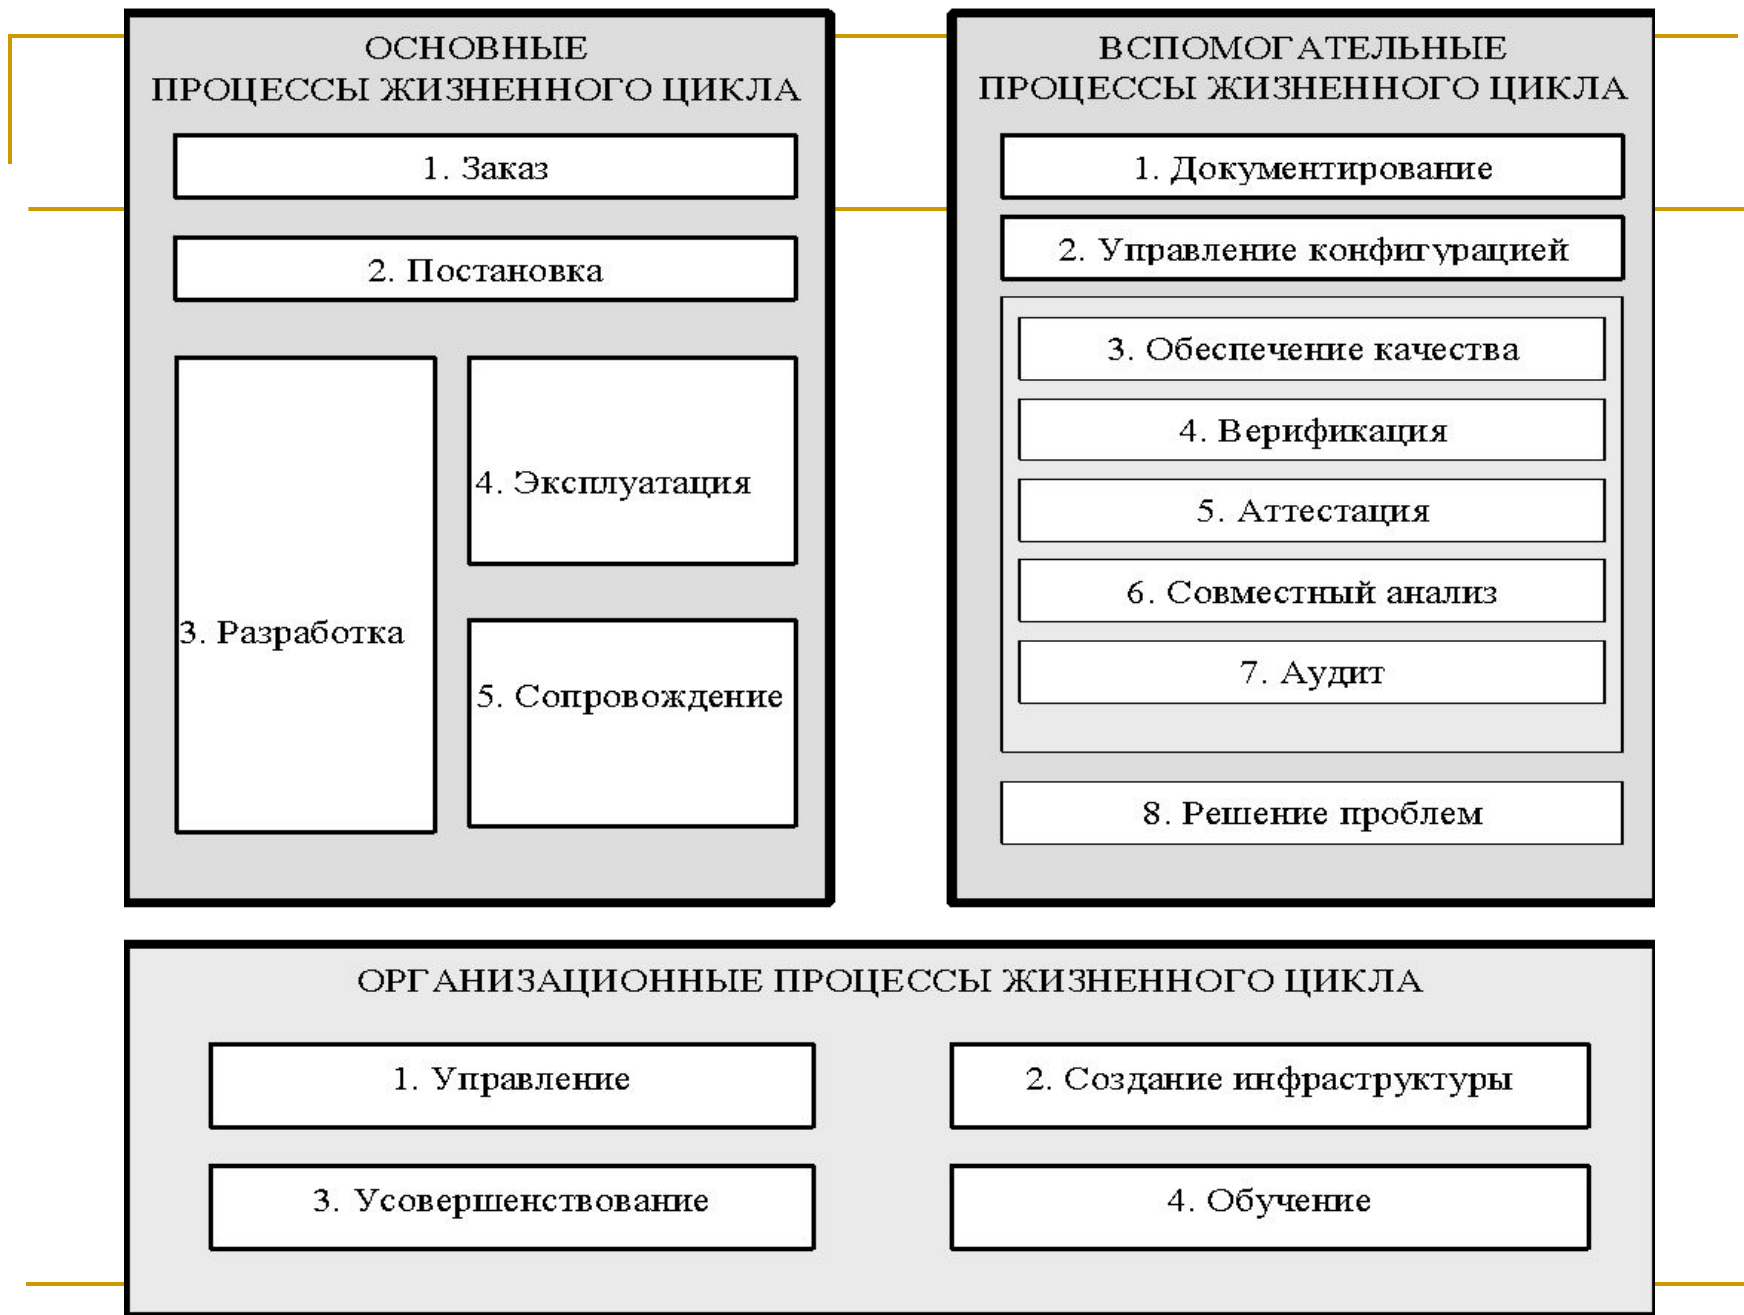 ОСНОВНЫЕ
ПРОЦЕССЫ ЖИЗНЕННОГО ЦИКЛА
1. Заказ
2. Постановка
3. Разработка
4. Эксплуатация
5. Сопровождение
ВСПОМОГАТЕЛЬНЫЕ
ПРОЦЕССЫ ЖИЗНЕННОГО ЦИКЛА
1. Документирование
2. Управление конфигурацией
3. Обеспечение качества
4. Верификация
5. Аттестация
6. Совместный анализ
7. Аудит
8. Решение проблем
ОРГАНИЗАЦИОННЫЕ ПРОЦЕССЫ ЖИЗНЕННОГО ЦИКЛА
1. Управление
2. Создание инфраструктуры
3. Усовершенствование
4. Обучение